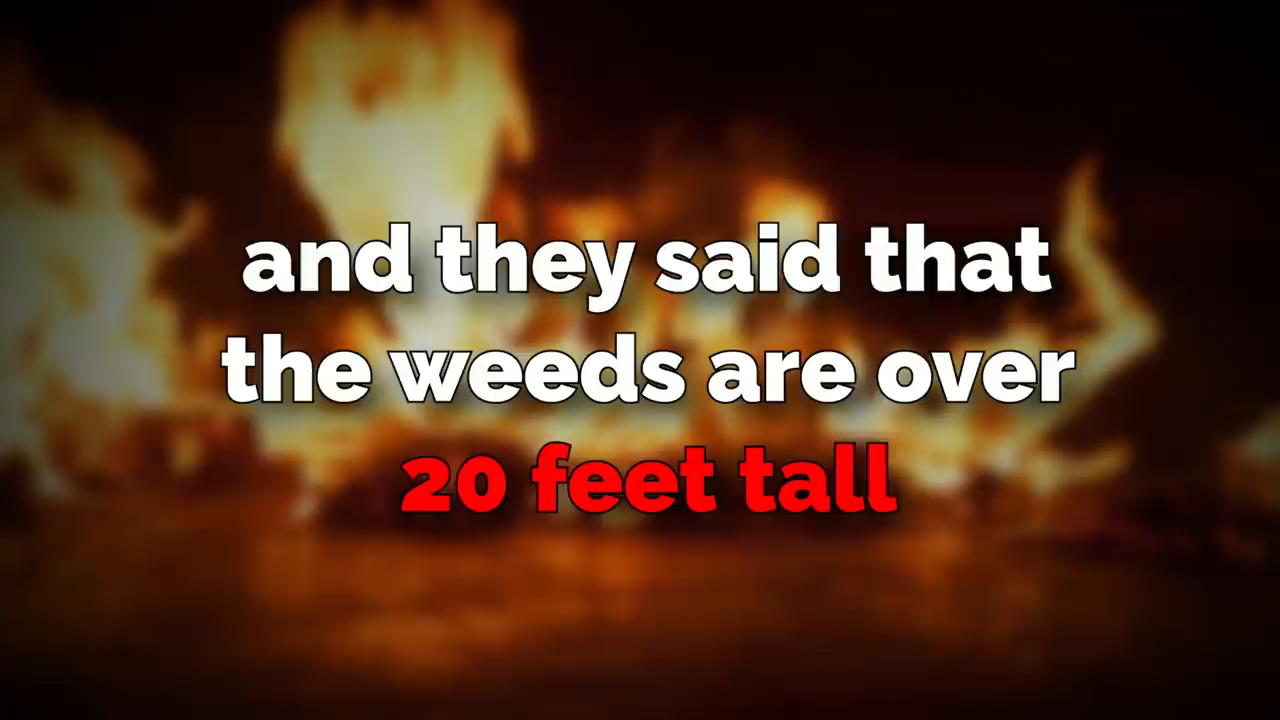 and they said that
the weeds are over
20 feet tall